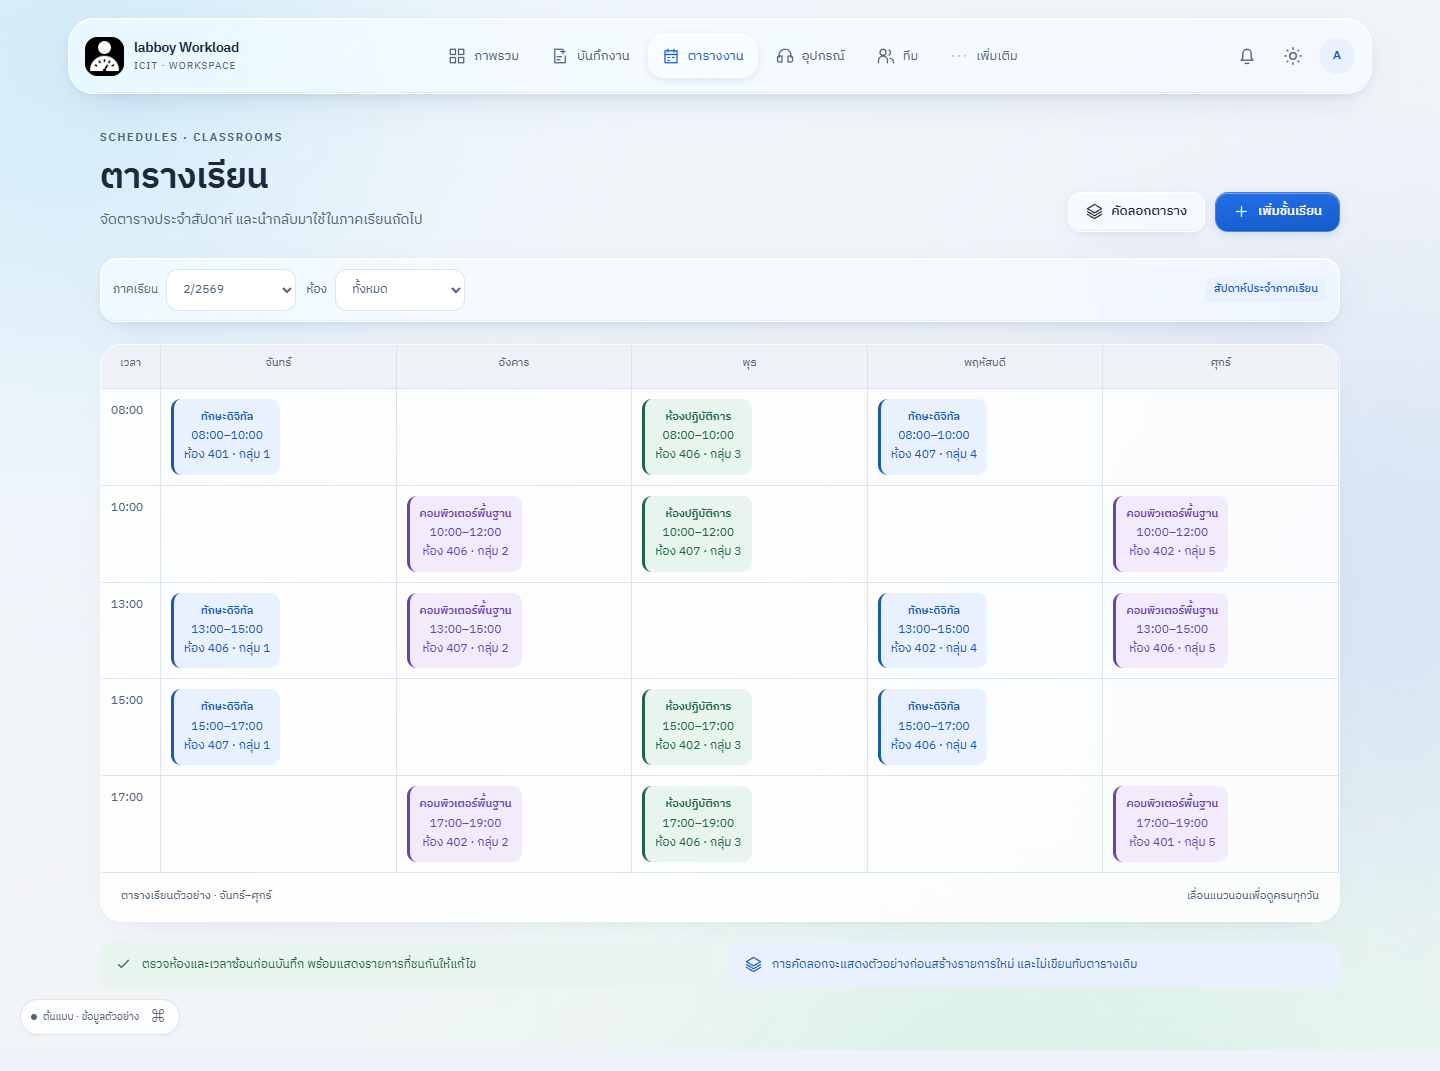 labboy Workload
ICIT · WORKSPACE
ภาพรวม
บันทึกงาน
ตารางงาน
อุปกรณ์
ทีม
เพิ่มเติม
A
SCHEDULES · CLASSROOMS
ตารางเรียน
จัดตารางประจำสัปดาห์ และนำกลับมาใช้ในภาคเรียนถัดไป
คัดลอกตาราง
เพิ่มชั้นเรียน
ภาคเรียน
2/2569
ห้อง
ทั้งหมด
สัปดาห์ประจำภาคเรียน
เวลา
จันทร์
อังคาร
พุธ
พฤหัสบดี
ศุกร์
08:00
ทักษะดิจิทัล
08:00–10:00
ห้อง 401 · กลุ่ม 1
ห้องปฏิบัติการ
08:00–10:00
ห้อง 406 · กลุ่ม 3
ทักษะดิจิทัล
08:00–10:00
ห้อง 407 · กลุ่ม 4
10:00
คอมพิวเตอร์พื้นฐาน
10:00–12:00
ห้อง 406 · กลุ่ม 2
ห้องปฏิบัติการ
10:00–12:00
ห้อง 407 · กลุ่ม 3
คอมพิวเตอร์พื้นฐาน
10:00–12:00
ห้อง 402 · กลุ่ม 5
13:00
ทักษะดิจิทัล
13:00–15:00
ห้อง 406 · กลุ่ม 1
คอมพิวเตอร์พื้นฐาน
13:00–15:00
ห้อง 407 · กลุ่ม 2
ทักษะดิจิทัล
13:00–15:00
ห้อง 402 · กลุ่ม 4
คอมพิวเตอร์พื้นฐาน
13:00–15:00
ห้อง 406 · กลุ่ม 5
15:00
ทักษะดิจิทัล
15:00–17:00
ห้อง 407 · กลุ่ม 1
ห้องปฏิบัติการ
15:00–17:00
ห้อง 402 · กลุ่ม 3
ทักษะดิจิทัล
15:00–17:00
ห้อง 406 · กลุ่ม 4
17:00
คอมพิวเตอร์พื้นฐาน
17:00–19:00
ห้อง 402 · กลุ่ม 2
ห้องปฏิบัติการ
17:00–19:00
ห้อง 406 · กลุ่ม 3
คอมพิวเตอร์พื้นฐาน
17:00–19:00
ห้อง 401 · กลุ่ม 5
ตารางเรียนตัวอย่าง · จันทร์–ศุกร์
เลื่อนแนวนอนเพื่อดูครบทุกวัน
ตรวจห้องและเวลาซ้อนก่อนบันทึก พร้อมแสดงรายการที่ชนกันให้แก้ไข
การคัดลอกจะแสดงตัวอย่างก่อนสร้างรายการใหม่ และไม่เขียนทับตารางเดิม
ต้นแบบ · ข้อมูลตัวอย่าง ⌘